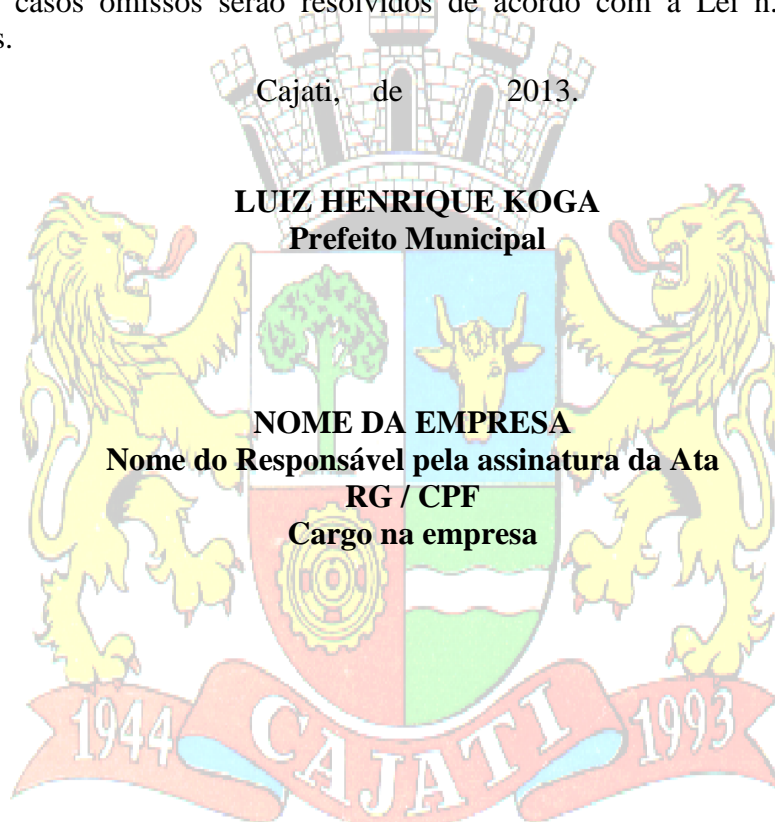 casos omissos serão resolvidos de acordo com a Lei n.
s.
Cajati, de 2013.
LUIZ HENRIQUE KOGA
Prefeito Municipal
NOME DA EMPRESA
Nome do Responsável pela assinatura da Ata
RG / CPF
Cargo na empresa
1944 CAJATI 1993